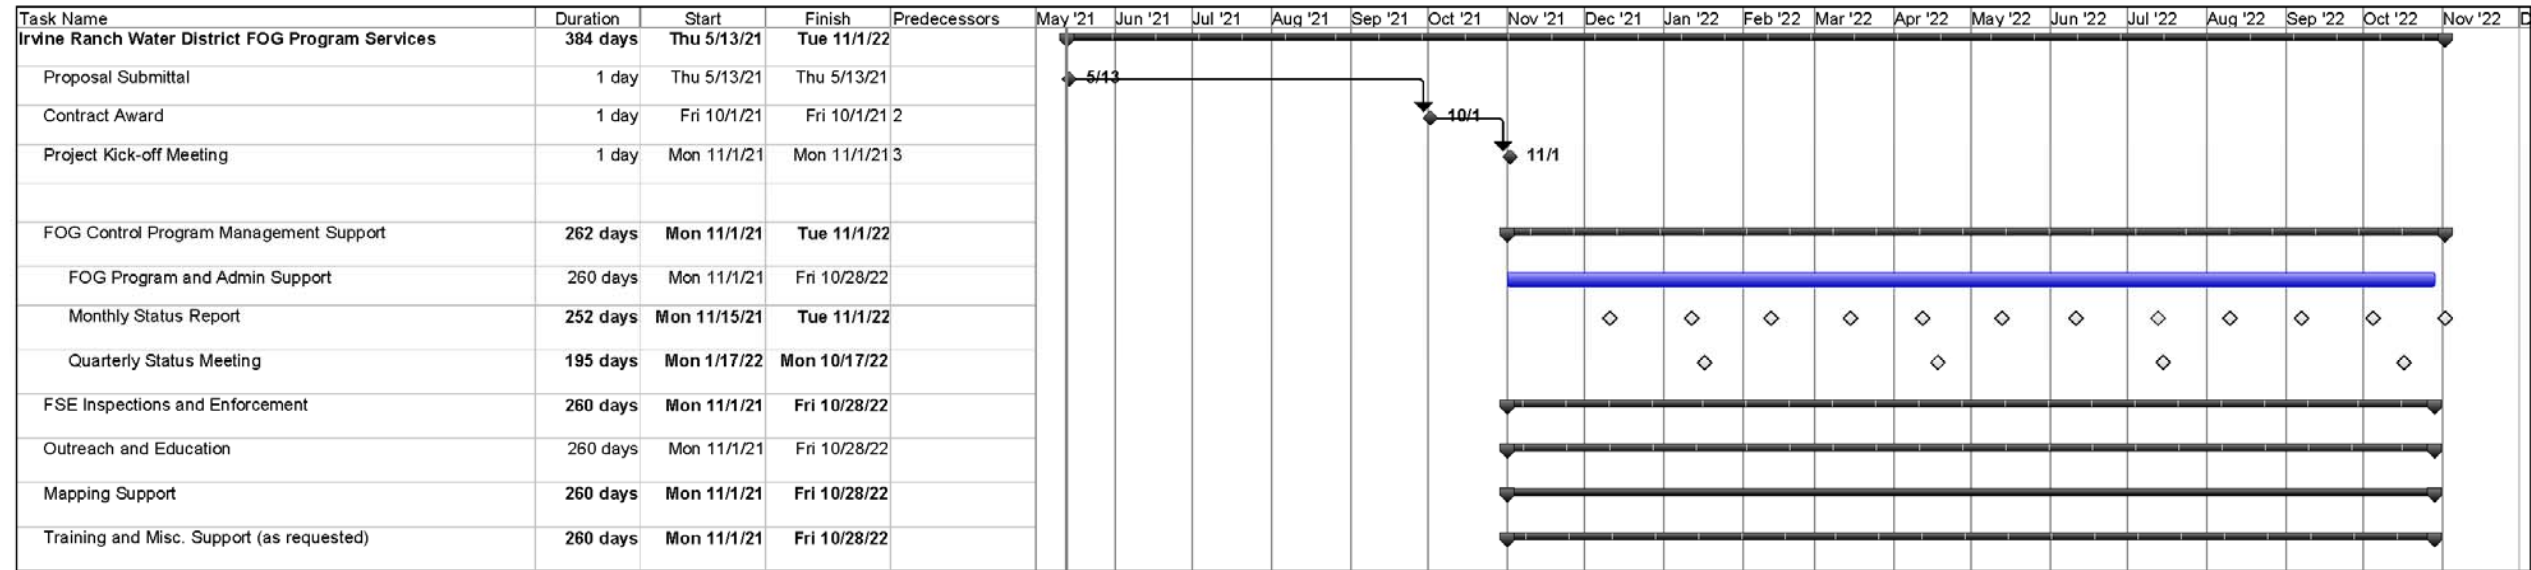 Task Name Duration Start Finish Predecessors May '21 Jun '21 Jul '21 Aug '21 Sep '21 Oct '21 Nov '21 Dec '21 Jan '22 Feb '22 Mar '22 Apr '22 May '22 Jun '22 Jul '22 Aug '22 Sep '22 Oct '22 Nov '22 D
Irvine Ranch Water District FOG Program Services 384 days Thu 5/13/21 Tue 11/1/22
Proposal Submittal 1 day Thu 5/13/21 Thu 5/13/21 5/13
Contract Award 1 day Fri 10/1/21 Fri 10/1/21 2 10/1
Project Kick-off Meeting 1 day Mon 11/1/21 Mon 11/1/21 3 11/1
FOG Control Program Management Support 262 days Mon 11/1/21 Tue 11/1/22
FOG Program and Admin Support 260 days Mon 11/1/21 Fri 10/28/22
Monthly Status Report 252 days Mon 11/15/21 Tue 11/1/22
Quarterly Status Meeting 195 days Mon 1/17/22 Mon 10/17/22
FSE Inspections and Enforcement 260 days Mon 11/1/21 Fri 10/28/22
Outreach and Education 260 days Mon 11/1/21 Fri 10/28/22
Mapping Support 260 days Mon 11/1/21 Fri 10/28/22
Training and Misc. Support (as requested) 260 days Mon 11/1/21 Fri 10/28/22